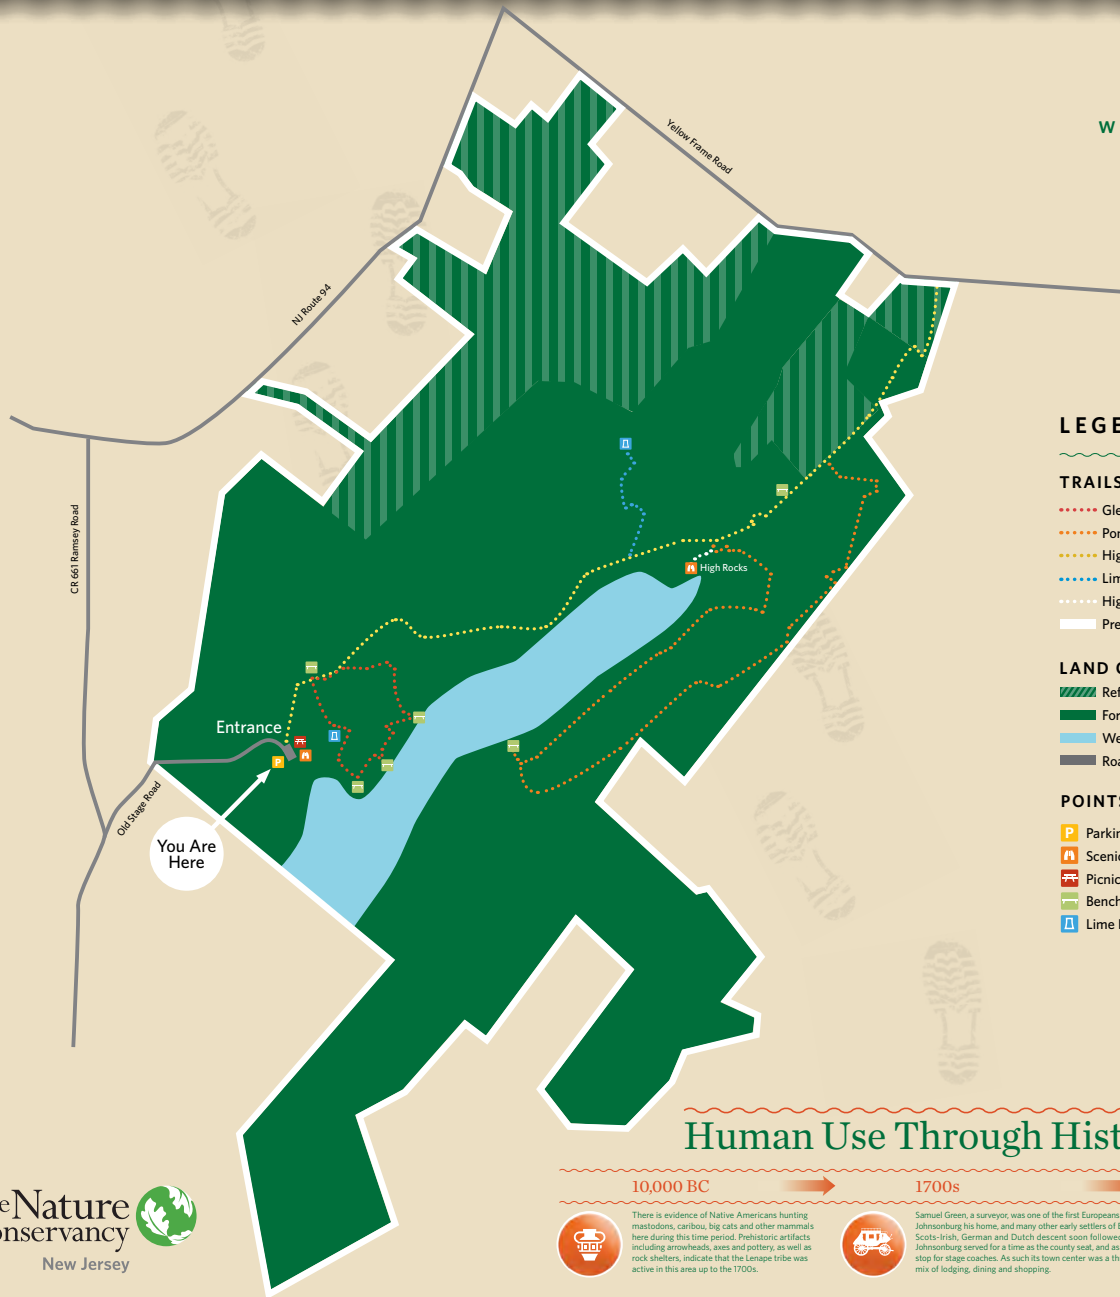 Yellow Frame Road
W
NJ Route 94
CR 661 Ramsey Road
High Rocks
Entrance
P
Old Stage Road
You Are
Here
LEGE
TRAILS
Gle
Por
Hig
Lim
Hig
Pre
LAND C
Ref
For
We
Roa
POINTS
P Parkin
Scenic
Picnic
Bench
Lime
Human Use Through Hist
10,000 BC
There is evidence of Native Americans hunting
mastodons, caribou, big cats and other mammals
here during this time period. Prehistoric artifacts
including arrowheads, axes and pottery, as well as
rock shelters, indicate that the Lenape tribe was
active in this area up to the 1700s.
1700s
Samuel Green, a surveyor, was one of the first Europeans
Johnsonburg his home, and many other early settlers of E
Scots-Irish, German and Dutch descent soon followed
Johnsonburg served for a time as the county seat, and as
stop for stage coaches. As such its town center was a th
mix of lodging, dining and shopping.
e Nature
onservancy
New Jersey